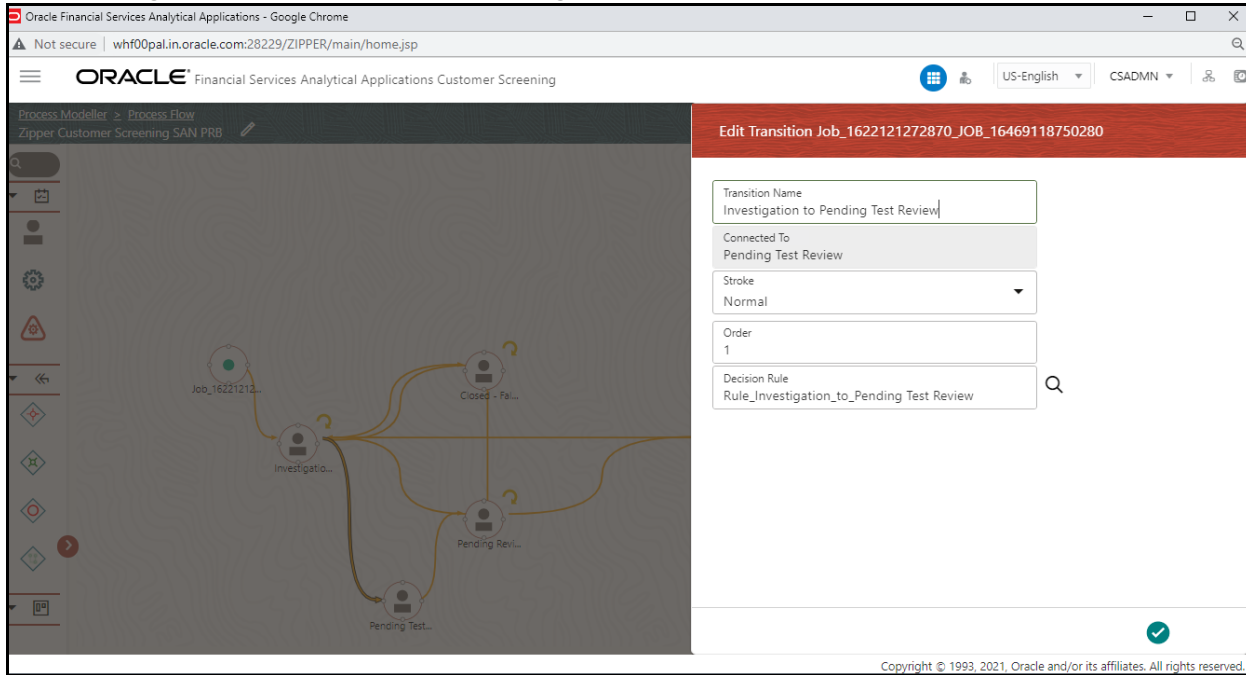 Oracle Financial Services Analytical Applications - Google Chrome
Not secure | whf00pal.in.oracle.com:28229/ZIPPER/main/home.jsp
ORACLE® Financial Services Analytical Applications Customer Screening
US-English
CSADMN
Process Modeller > Process Flow
Zipper Customer Screening SAN PRB
Edit Transition Job_1622121272870_JOB_16469118750280
Transition Name
Investigation to Pending Test Review
Connected To
Pending Test Review
Stroke
Normal
Order
1
Decision Rule
Rule_Investigation_to_Pending Test Review
Job_16221212...
Closed - Fal...
Investigatio...
Pending Revi...
Pending Test...
Copyright © 1993, 2021, Oracle and/or its affiliates. All rights reserved.